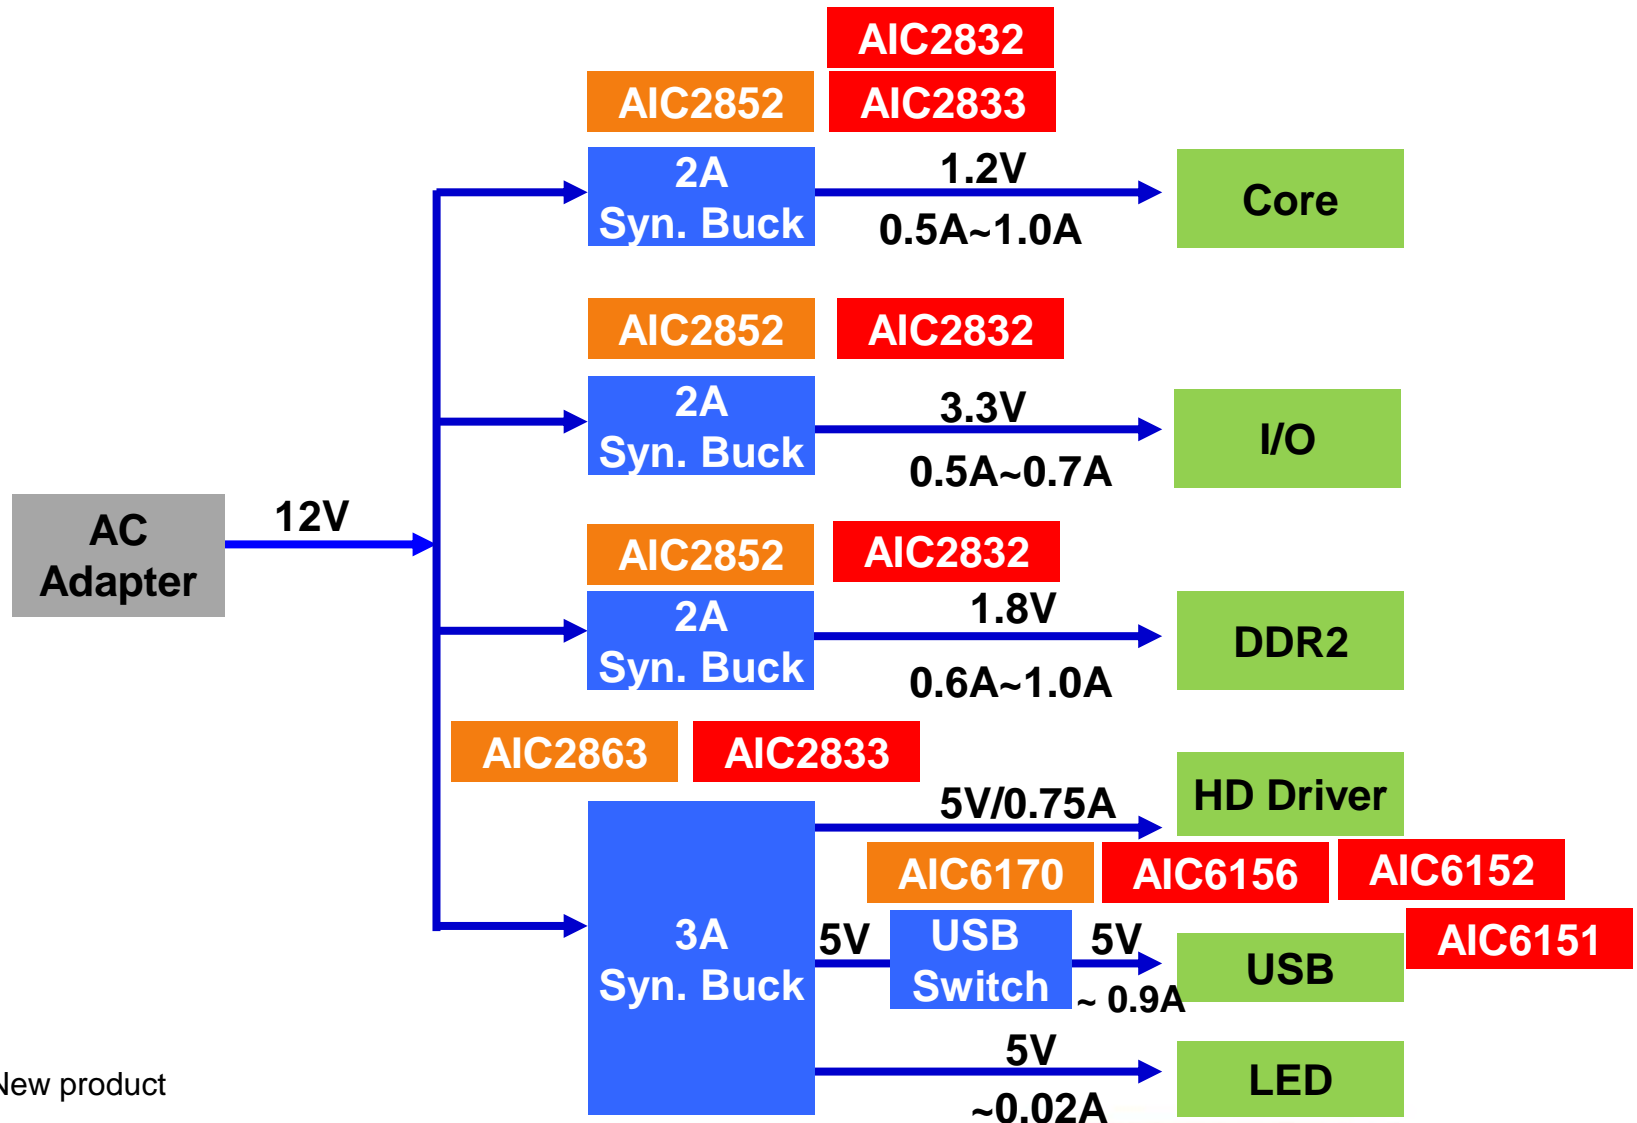 AIC2832
AIC2852
AIC2833
2A
Syn. Buck
1.2V
0.5A~1.0A
Core
AIC2852
AIC2832
2A
Syn. Buck
3.3V
0.5A~0.7A
I/O
AC
Adapter
12V
AIC2852
AIC2832
2A
Syn. Buck
1.8V
0.6A~1.0A
DDR2
AIC2863
AIC2833
5V/0.75A
HD Driver
AIC6170
AIC6156
AIC6152
AIC6151
3A
Syn. Buck
5V
USB
Switch
5V
~ 0.9A
USB
5V
~0.02A
LED
New product